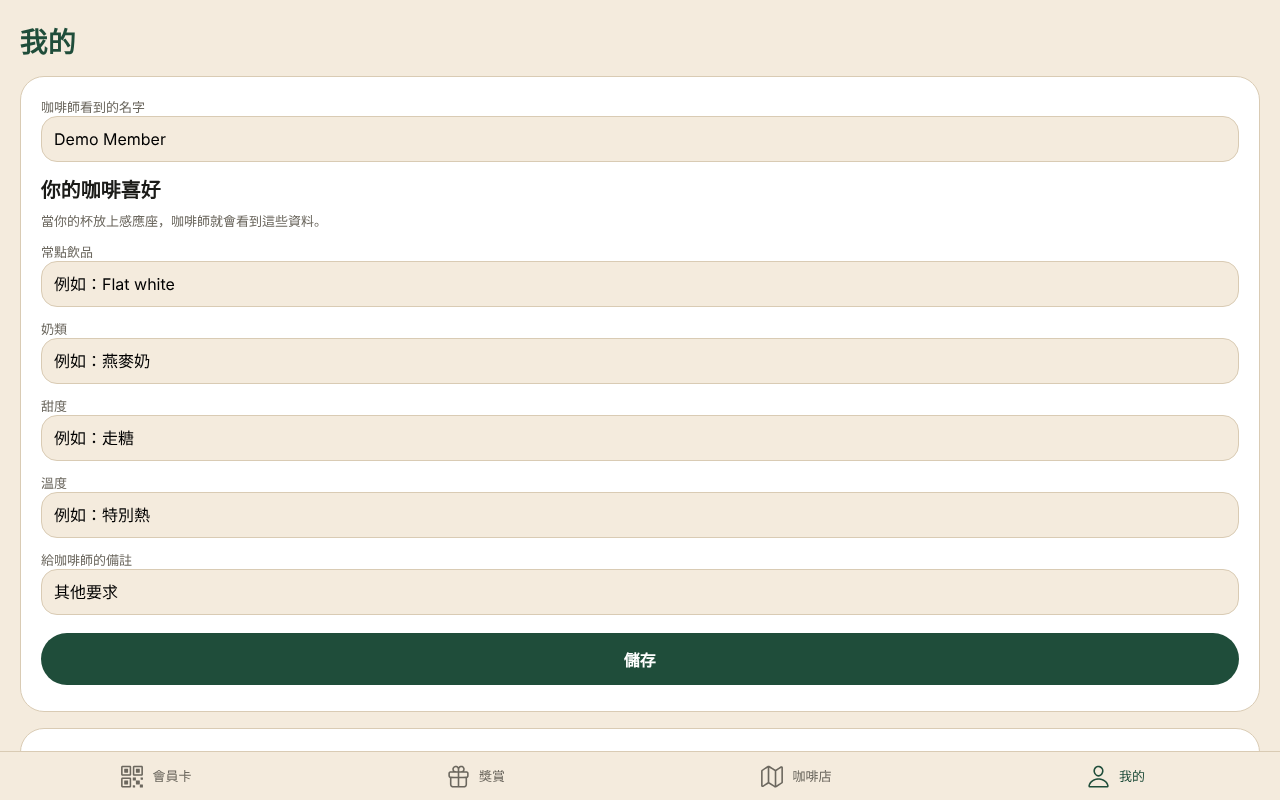 我的
咖啡師看到的名字
Demo Member
你的咖啡喜好
當你的杯放上感應座，咖啡師就會看到這些資料。
常點飲品
例如：Flat white
奶類
例如：燕麥奶
甜度
例如：走糖
溫度
例如：特別熱
給咖啡師的備註
其他要求
儲存
會員卡
獎賞
咖啡店
我的